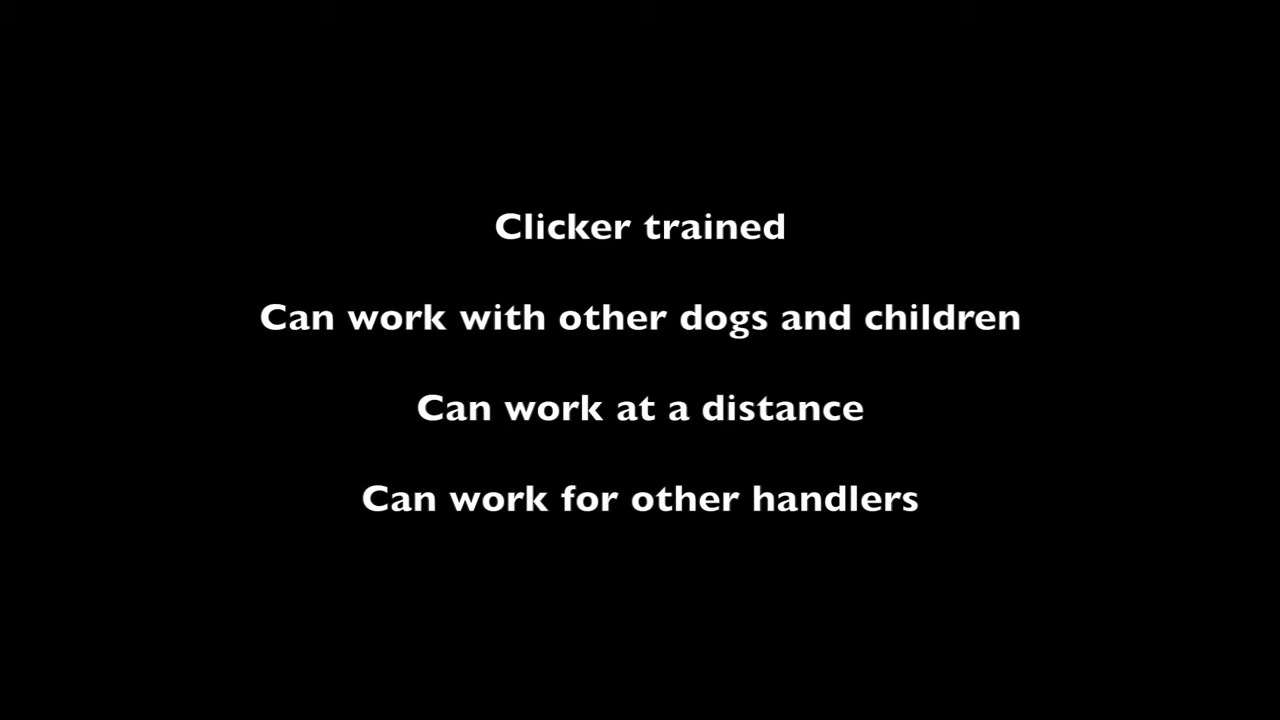 Clicker trained
Can work with other dogs and children
Can work at a distance
Can work for other handlers